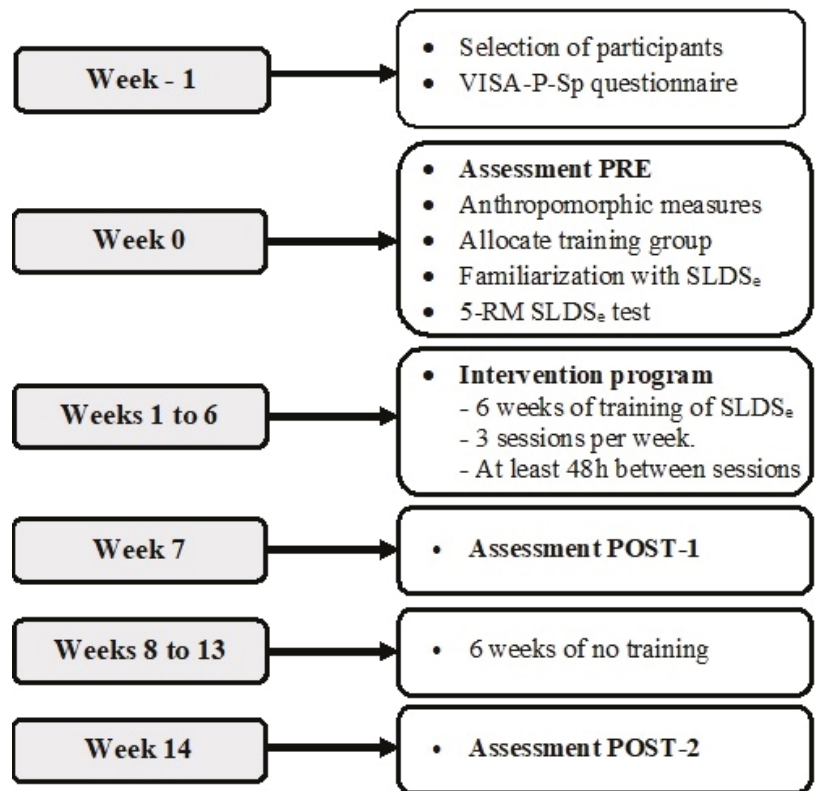 Week - 1
• Selection of participants
• VISA-P-Sp questionnaire
Week 0
• Assessment PRE
• Anthropomorphic measures
• Allocate training group
• Familiarization with SLDSₑ
• 5-RM SLDSₑ test
Weeks 1 to 6
• Intervention program
- 6 weeks of training of SLDSₑ
- 3 sessions per week.
- At least 48h between sessions
Week 7
• Assessment POST-1
Weeks 8 to 13
• 6 weeks of no training
Week 14
• Assessment POST-2